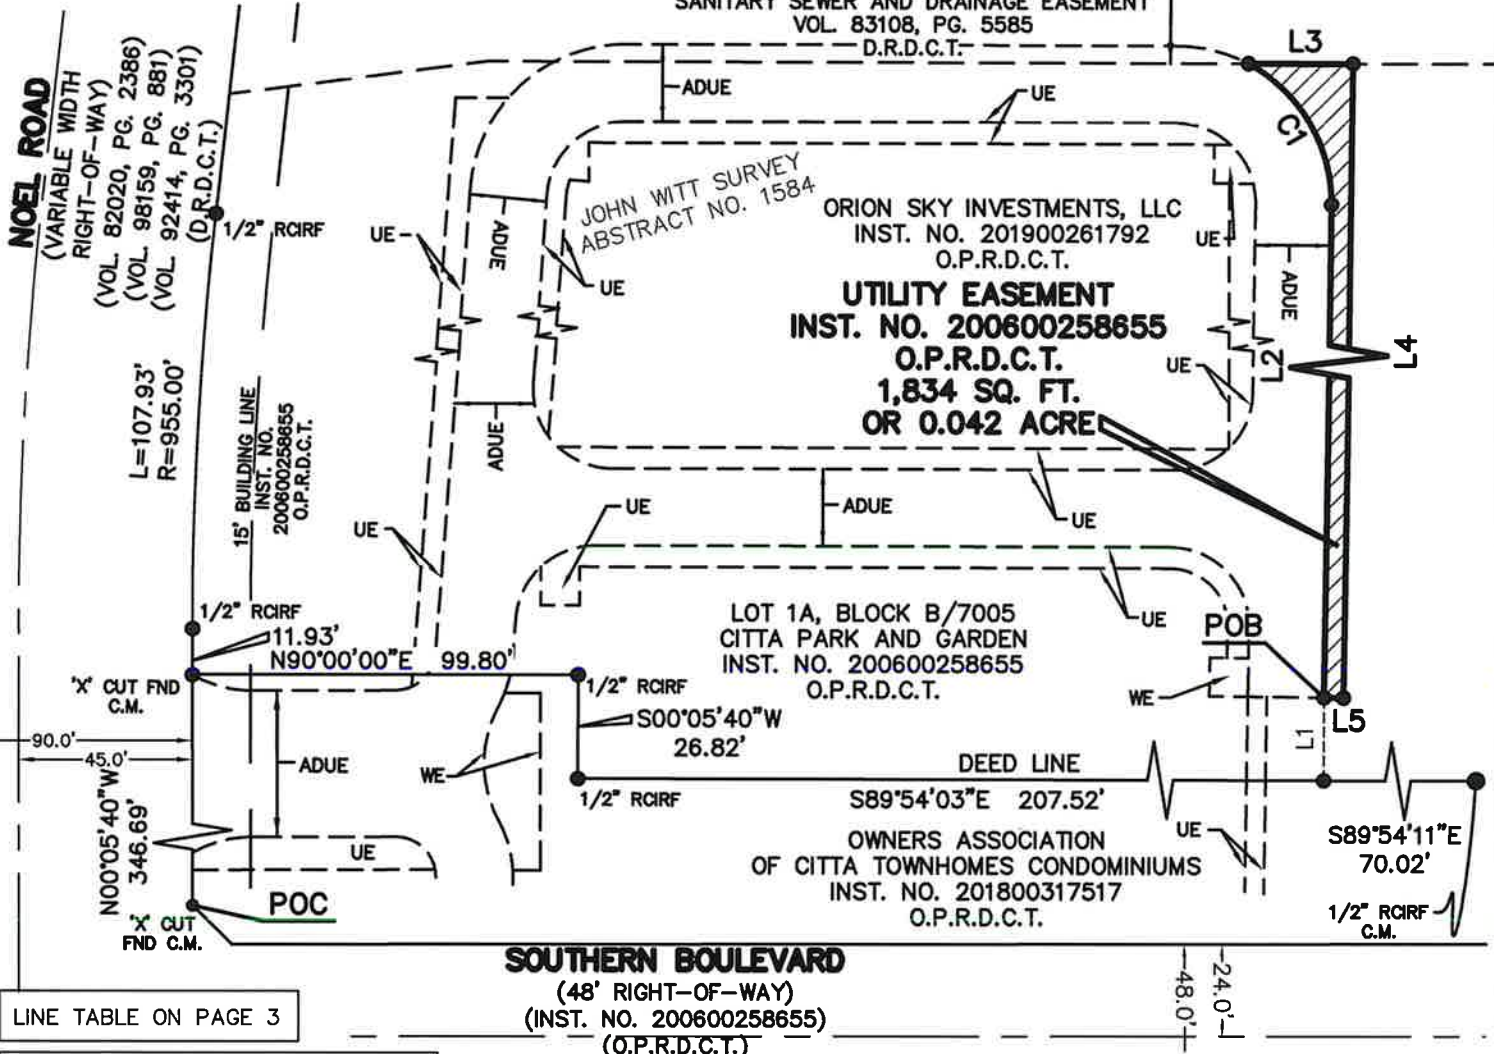 SANITARY SEWER AND DRAINAGE EASEMENT
VOL. 83108, PG. 5585
D.R.D.C.T.
L3
NOEL ROAD
(VARIABLE WIDTH
RIGHT-OF-WAY)
(VOL. 82020, PG. 2386)
(VOL. 98159, PG. 881)
(VOL. 92414, PG. 3301)
(D.R.D.C.T.)
ADUE
UE
C1
1/2" RCIRF
JOHN WITT SURVEY
ABSTRACT NO. 1584
UE
ADUE
UE
ORION SKY INVESTMENTS, LLC
INST. NO. 201900261792
O.P.R.D.C.T.
UE
ADUE
UTILITY EASEMENT
INST. NO. 200600258655
O.P.R.D.C.T.
1,834 SQ. FT.
OR 0.042 ACRE
UE
L2
L4
L=107.93'
R=955.00'
15' BUILDING LINE
INST. NO.
200600258655
O.P.R.D.C.T.
ADUE
UE
UE
ADUE
UE
1/2" RCIRF
11.93'
N90°00'00"E 99.80'
LOT 1A, BLOCK B/7005
CITTA PARK AND GARDEN
INST. NO. 200600258655
O.P.R.D.C.T.
UE
POB
"X" CUT FND
C.M.
1/2" RCIRF
S00°05'40"W
26.82'
WE
L5
L1
90.0'
45.0'
ADUE
WE
1/2" RCIRF
DEED LINE
S89°54'03"E 207.52'
N00°05'40"W
346.69'
UE
OWNERS ASSOCIATION
OF CITTA TOWNHOMES CONDOMINIUMS
INST. NO. 201800317517
O.P.R.D.C.T.
UE
S89°54'11"E
70.02'
1/2" RCIRF
C.M.
POC
"X" CUT
FND C.M.
SOUTHERN BOULEVARD
(48' RIGHT-OF-WAY)
(INST. NO. 200600258655)
(O.P.R.D.C.T.)
48.0'
24.0'
LINE TABLE ON PAGE 3